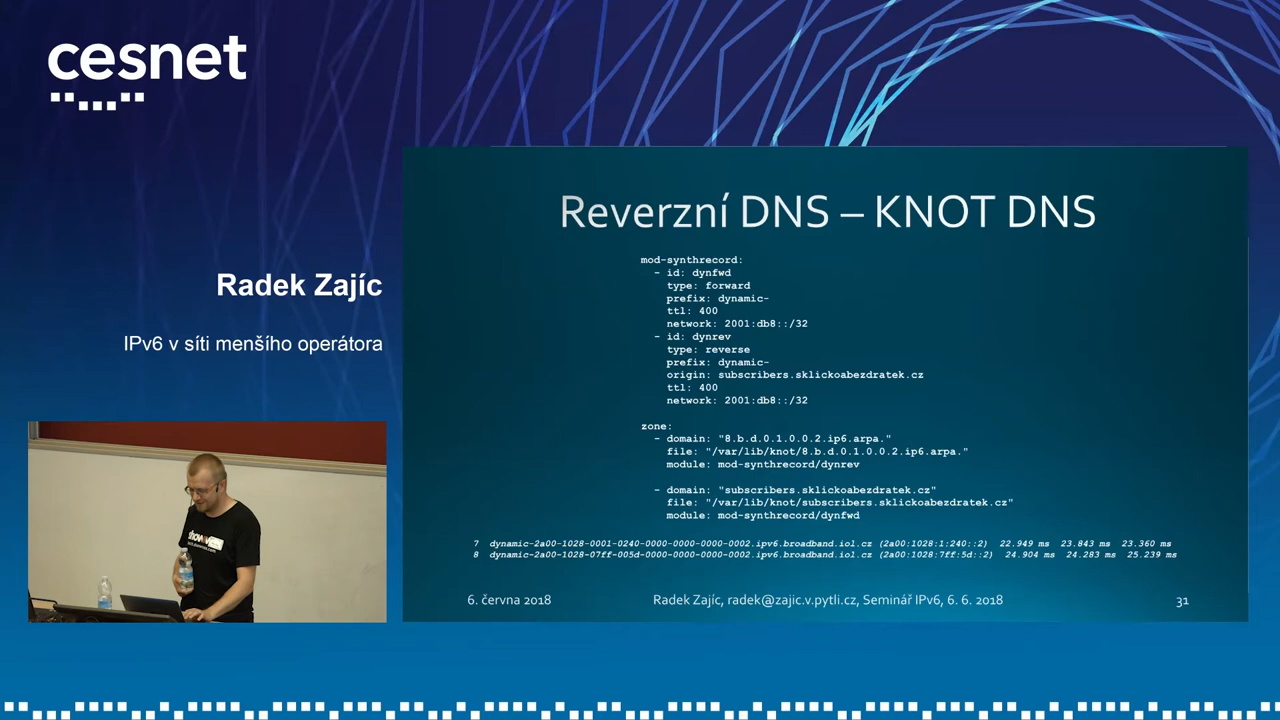 cesnet
Radek Zajíc
IPv6 v síti menšího operátora
Reverzní DNS – KNOT DNS
mod-synthrecord:
- id: dynfwd
type: forward
prefix: dynamic-
ttl: 400
network: 2001:db8::/32
- id: dynrev
type: reverse
prefix: dynamic-
origin: subscribers.sklickoabezdratek.cz
ttl: 400
network: 2001:db8::/32
zone:
- domain: "8.b.d.0.1.0.0.2.ip6.arpa."
file: "/var/lib/knot/8.b.d.0.1.0.0.2.ip6.arpa."
module: mod-synthrecord/dynrev
- domain: "subscribers.sklickoabezdratek.cz"
file: "/var/lib/knot/subscribers.sklickoabezdratek.cz"
module: mod-synthrecord/dynfwd
7 dynamic-2a00-1028-0001-0240-0000-0000-0000-0002.ipv6.broadband.iol.cz (2a00:1028:1:240::2) 22.949 ms 23.843 ms 23.360 ms
8 dynamic-2a00-1028-07ff-005d-0000-0000-0000-0002.ipv6.broadband.iol.cz (2a00:1028:7ff:5d::2) 24.904 ms 24.283 ms 25.239 ms
6. června 2018
Radek Zajíc, radek@zajic.v.pytli.cz, Seminář IPv6, 6. 6. 2018
31